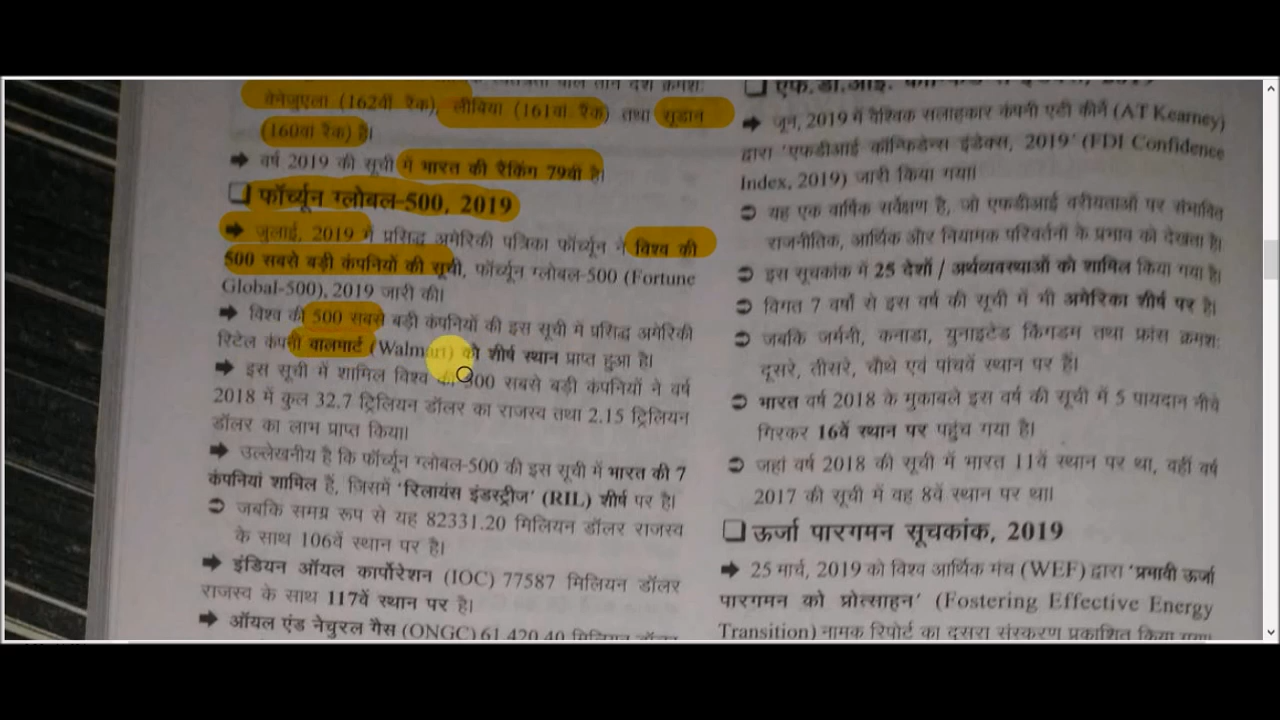 वेनेजुएला (162वीं रैंक), लीबिया (161वां रैंक) तथा सूडान
(160वां रैंक) है।
➡ वर्ष 2019 की सूची में भारत की रैंकिंग 79वीं है।
❑ फॉर्च्यून ग्लोबल-500, 2019
➡ जुलाई, 2019 में प्रसिद्ध अमेरिकी पत्रिका फॉर्च्यून ने विश्व की
500 सबसे बड़ी कंपनियों की सूची, फॉर्च्यून ग्लोबल-500 (Fortune
Global-500), 2019 जारी की।
➡ विश्व की 500 सबसे बड़ी कंपनियों की इस सूची में प्रसिद्ध अमेरिकी
रिटेल कंपनी वालमार्ट (Walmart) को शीर्ष स्थान प्राप्त हुआ है।
➡ इस सूची में शामिल विश्व की 500 सबसे बड़ी कंपनियों ने वर्ष
2018 में कुल 32.7 ट्रिलियन डॉलर का राजस्व तथा 2.15 ट्रिलियन
डॉलर का लाभ प्राप्त किया।
➡ उल्लेखनीय है कि फॉर्च्यून ग्लोबल-500 की इस सूची में भारत की 7
कंपनियां शामिल हैं, जिसमें 'रिलायंस इंडस्ट्रीज' (RIL) शीर्ष पर है।
➲ जबकि समग्र रूप से यह 82331.20 मिलियन डॉलर राजस्व
के साथ 106वें स्थान पर है।
➡ इंडियन ऑयल कार्पोरेशन (IOC) 77587 मिलियन डॉलर
राजस्व के साथ 117वें स्थान पर है।
➡ ऑयल एंड नेचुरल गैस (ONGC) 61,420.40 मिलियन डॉलर
➡ जून, 2019 में वैश्विक सलाहकार कंपनी एटी कीर्ने (AT Kearney)
द्वारा 'एफडीआई कॉन्फिडेन्स इंडेक्स, 2019' (FDI Confidence
Index, 2019) जारी किया गया।
➲ यह एक वार्षिक सर्वेक्षण है, जो एफडीआई वरीयताओं पर संभावित
राजनीतिक, आर्थिक और नियामक परिवर्तनों के प्रभाव को देखता है।
➲ इस सूचकांक में 25 देशों / अर्थव्यवस्थाओं को शामिल किया गया है।
➲ विगत 7 वर्षों से इस वर्ष की सूची में भी अमेरिका शीर्ष पर है।
➲ जबकि जर्मनी, कनाडा, युनाइटेड किंगडम तथा फ्रांस क्रमशः
दूसरे, तीसरे, चौथे एवं पांचवें स्थान पर हैं।
➲ भारत वर्ष 2018 के मुकाबले इस वर्ष की सूची में 5 पायदान नीचे
गिरकर 16वें स्थान पर पहुंच गया है।
➲ जहां वर्ष 2018 की सूची में भारत 11वें स्थान पर था, वहीं वर्ष
2017 की सूची में वह 8वें स्थान पर था।
❑ ऊर्जा पारगमन सूचकांक, 2019
➡ 25 मार्च, 2019 को विश्व आर्थिक मंच (WEF) द्वारा 'प्रभावी ऊर्जा
पारगमन को प्रोत्साहन' (Fostering Effective Energy
Transition) नामक रिपोर्ट का दूसरा संस्करण प्रकाशित किया गया।